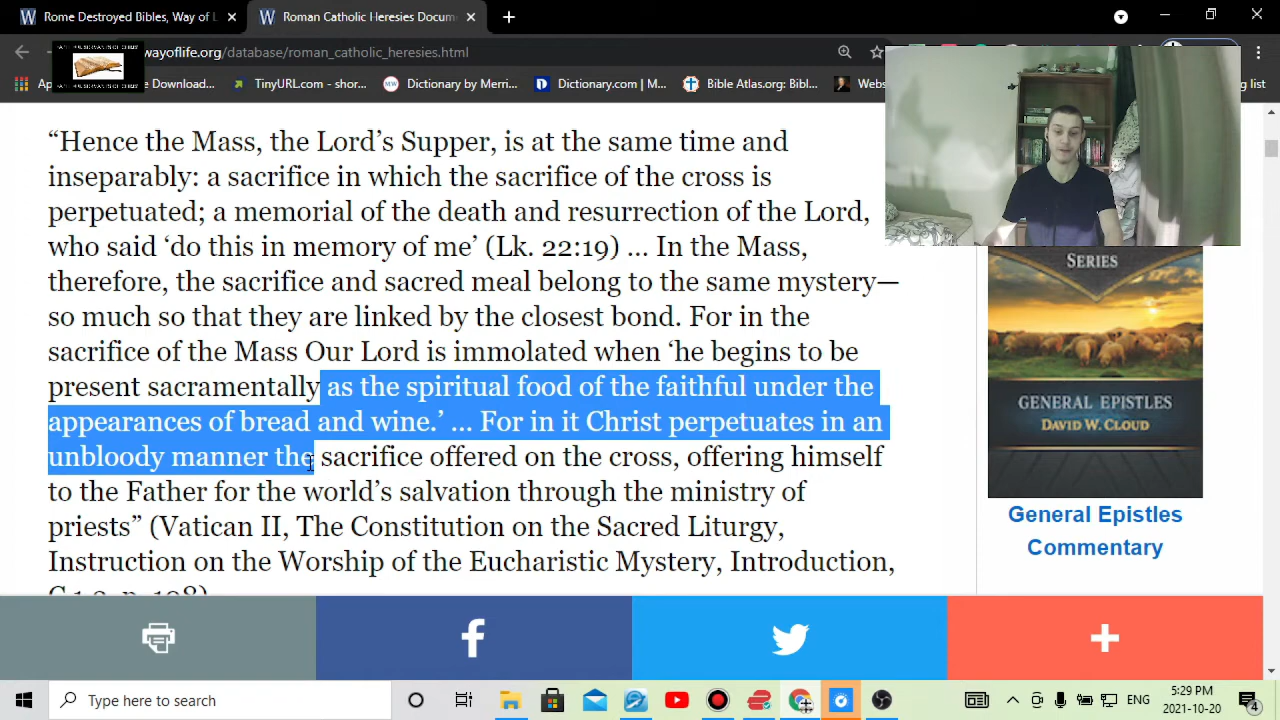 Rome Destroyed Bibles, Way of L
Roman Catholic Heresies Docum
wayoflife.org/database/roman_catholic_heresies.html
Download...
TinyURL.com - shor...
Dictionary by Merri...
Dictionary.com | M...
Bible Atlas.org: Bibl...
“Hence the Mass, the Lord’s Supper, is at the same time and
inseparably: a sacrifice in which the sacrifice of the cross is
perpetuated; a memorial of the death and resurrection of the Lord,
who said ‘do this in memory of me’ (Lk. 22:19) ... In the Mass,
therefore, the sacrifice and sacred meal belong to the same mystery—
so much so that they are linked by the closest bond. For in the
sacrifice of the Mass Our Lord is immolated when ‘he begins to be
present sacramentally as the spiritual food of the faithful under the
appearances of bread and wine.’ ... For in it Christ perpetuates in an
unbloody manner the sacrifice offered on the cross, offering himself
to the Father for the world’s salvation through the ministry of
priests” (Vatican II, The Constitution on the Sacred Liturgy,
Instruction on the Worship of the Eucharistic Mystery, Introduction,
SERIES
GENERAL EPISTLES
DAVID W. CLOUD
General Epistles
Commentary
Type here to search
ENG
5:29 PM
2021-10-20
4